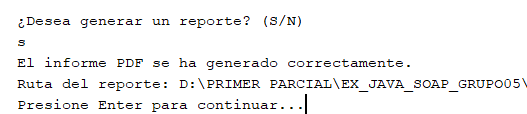 ¿Desea generar un reporte? (S/N)
s
El informe PDF se ha generado correctamente.
Ruta del reporte: D:\PRIMER PARCIAL\EX_JAVA_SOAP_GRUPO05\
Presione Enter para continuar...